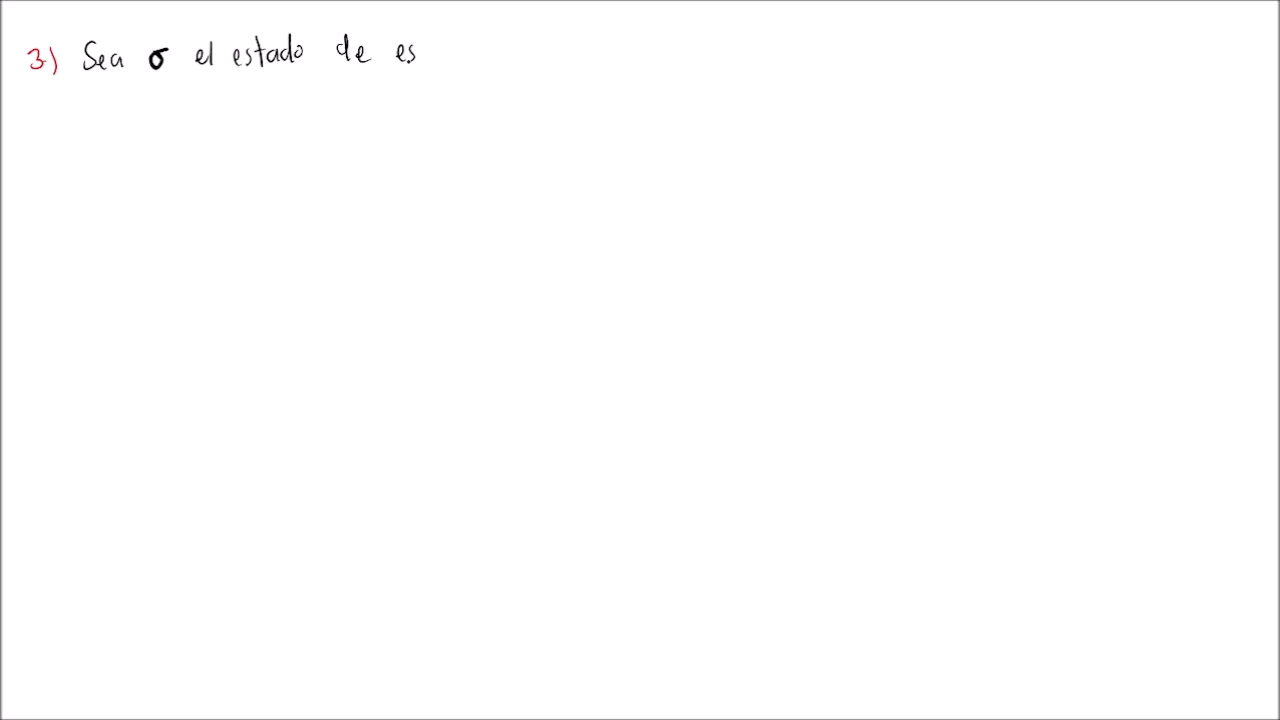 3) Sea σ el estado de es